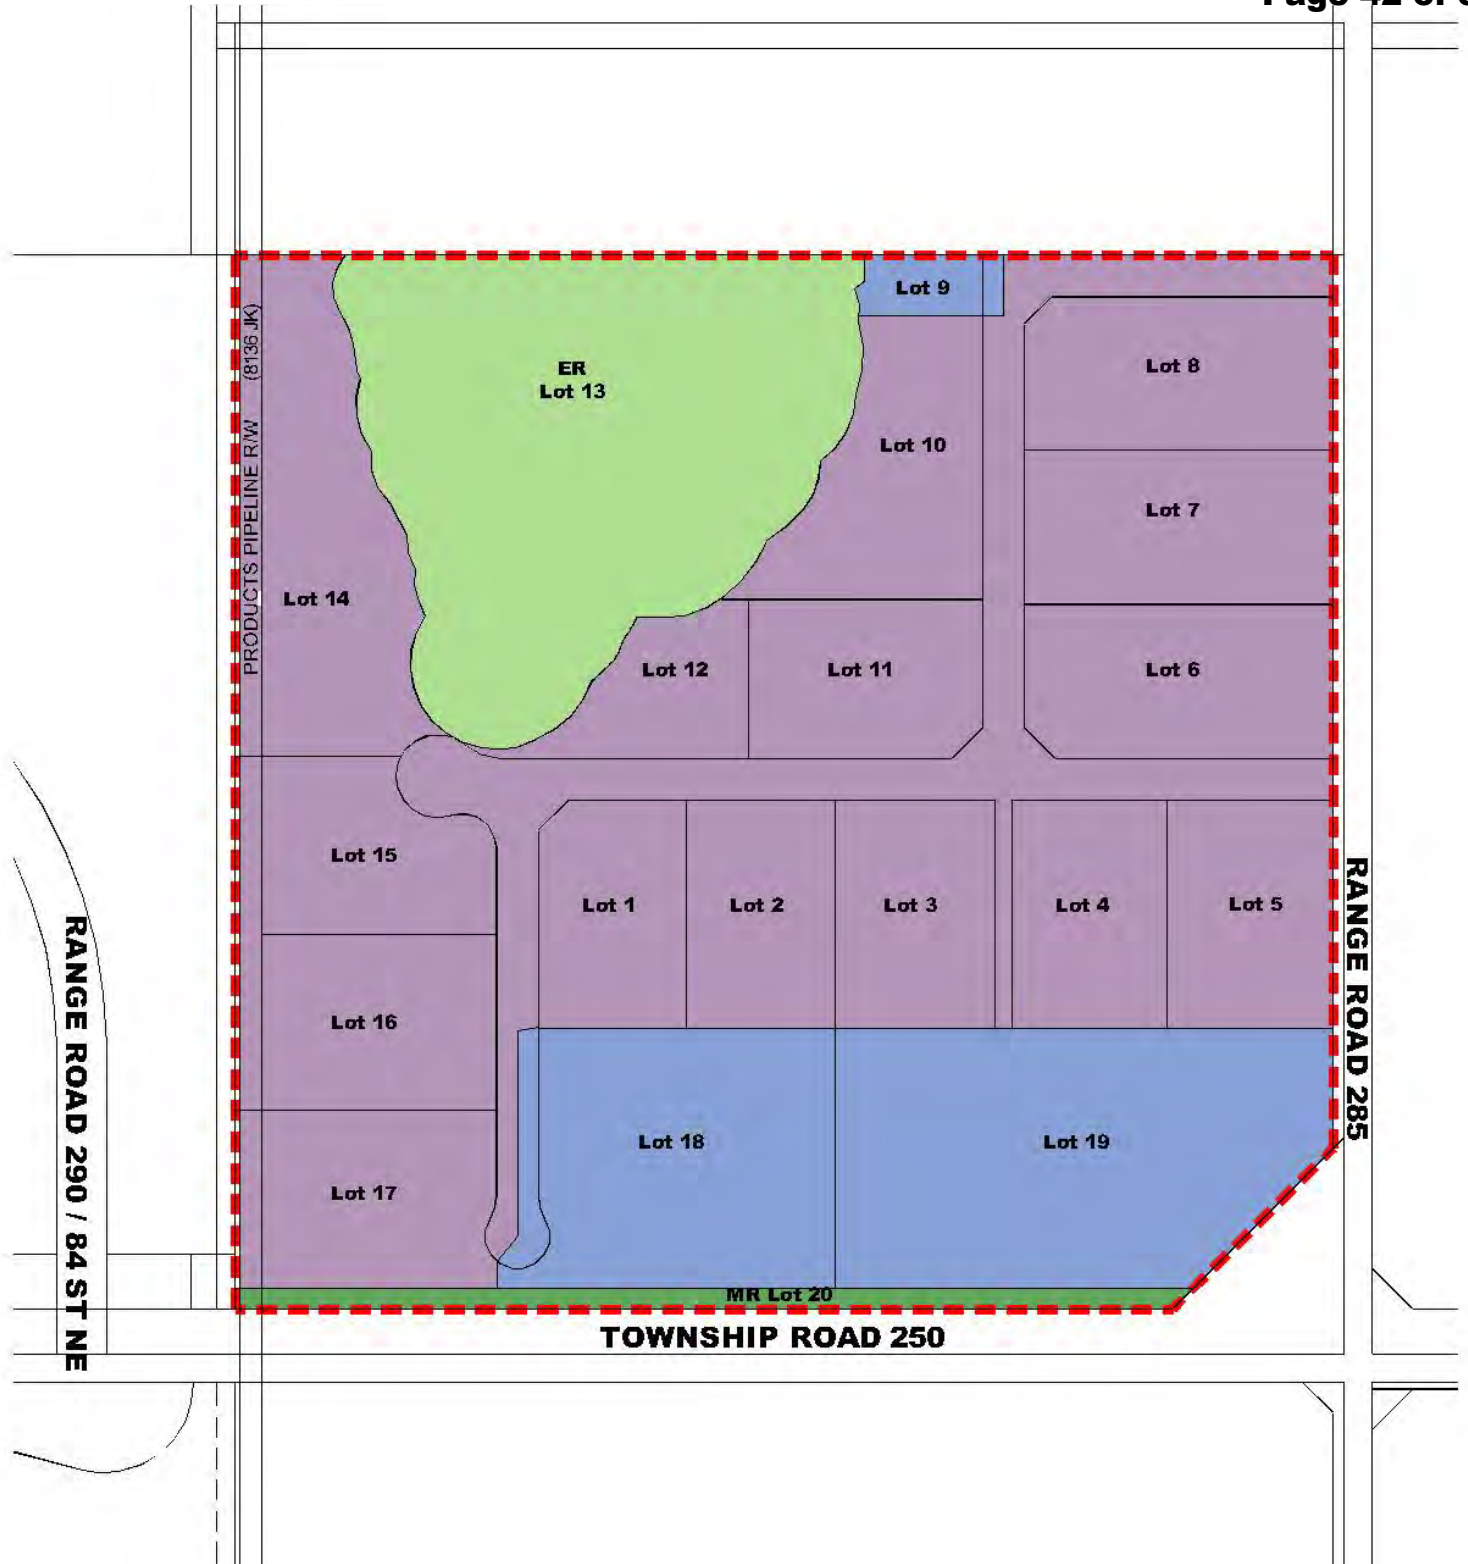 Page 42 of
Lot 9
Lot 8
ER
Lot 13
Lot 10
Lot 7
PRODUCTS PIPELINE R/W (8136 JK)
Lot 14
Lot 12
Lot 11
Lot 6
Lot 15
Lot 1
Lot 2
Lot 3
Lot 4
Lot 5
RANGE ROAD 285
RANGE ROAD 290 / 84 ST NE
Lot 16
Lot 18
Lot 19
Lot 17
MR Lot 20
TOWNSHIP ROAD 250